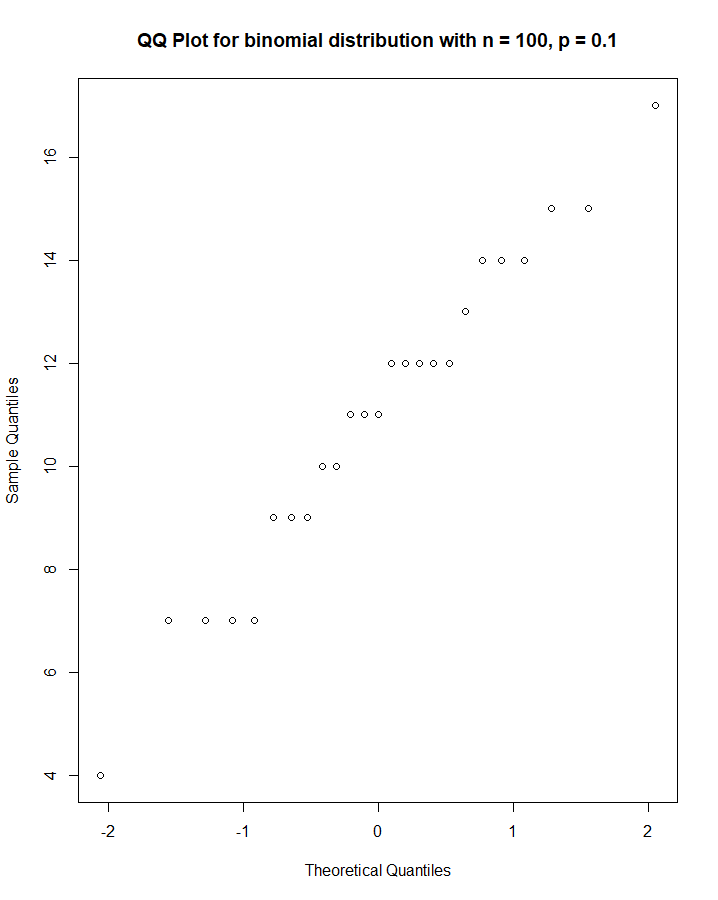 QQ Plot for binomial distribution with n = 100, p = 0.1
Sample Quantiles
16
14
12
10
8
6
4
-2 -1 0 1 2
Theoretical Quantiles